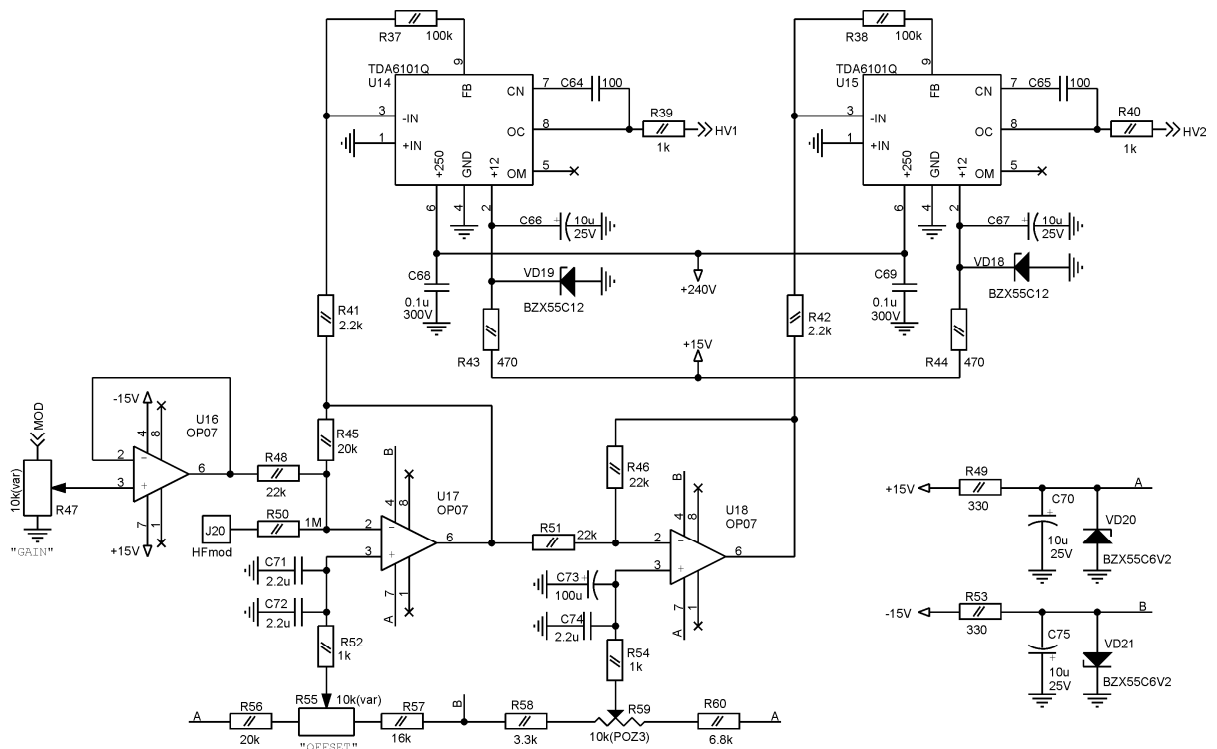 R37
100k
TDA6101Q
U14
9
FB
7
CN
C64
100
3
-IN
1
+IN
OC
8
R39
1k
HV1
+250
GND
+12
OM
5
6
4
2
C66
+
10u
25V
C68
0.1u
300V
VD19
BZX55C12
+240V
R41
2.2k
R43
470
+15V
R38
100k
TDA6101Q
U15
9
FB
7
CN
C65
100
3
-IN
1
+IN
OC
8
R40
1k
HV2
+250
GND
+12
OM
5
6
4
2
C67
+
10u
25V
C69
0.1u
300V
VD18
BZX55C12
R42
2.2k
R44
470
MOD
10k(var)
R47
"GAIN"
-15V
U16
OP07
4
8
2
3
6
7
1
+15V
R45
20k
R48
22k
J20
HFmod
R50
1M
B
U17
OP07
4
8
2
3
6
7
1
A
C71
2.2u
C72
2.2u
R52
1k
R46
22k
R51
22k
B
U18
OP07
4
8
2
3
6
7
1
A
C73
+
100u
C74
2.2u
R54
1k
A
R56
20k
R55
10k(var)
"OFFSET"
R57
16k
B
R58
3.3k
R59
10k(POZ3)
R60
6.8k
A
+15V
R49
330
C70
+
10u
25V
A
VD20
BZX55C6V2
-15V
R53
330
C75
+
10u
25V
B
VD21
BZX55C6V2